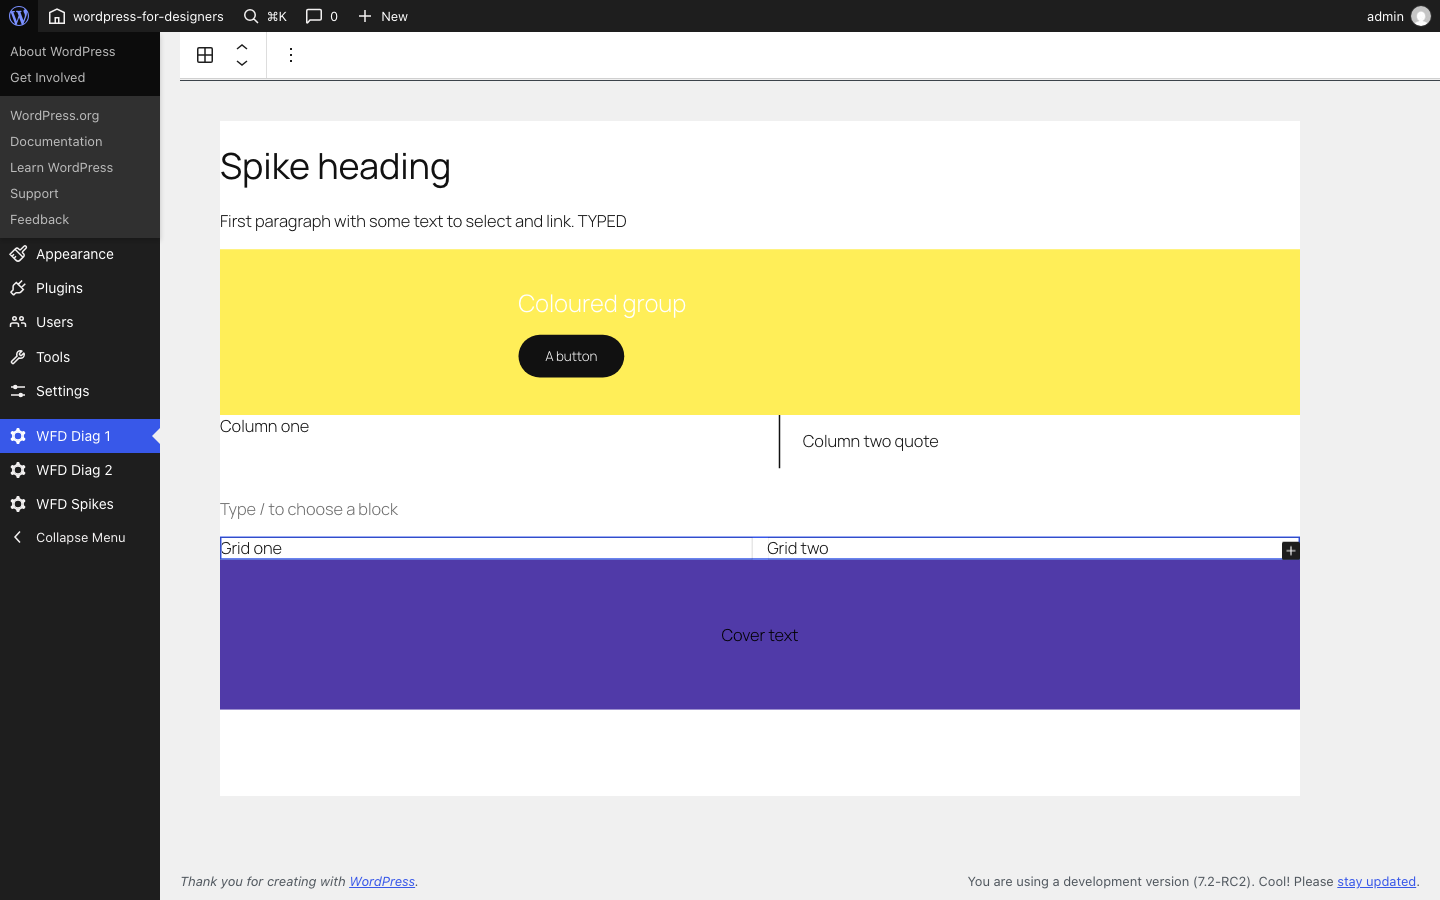 wordpress-for-designers
⌘K
0
New
admin
About WordPress
Get Involved
WordPress.org
Documentation
Learn WordPress
Support
Feedback
Appearance
Plugins
Users
Tools
Settings
WFD Diag 1
WFD Diag 2
WFD Spikes
Collapse Menu
Spike heading
First paragraph with some text to select and link. TYPED
Coloured group
A button
Column one
Column two quote
Type / to choose a block
Grid one
Grid two
Cover text
Thank you for creating with WordPress.
You are using a development version (7.2-RC2). Cool! Please stay updated.